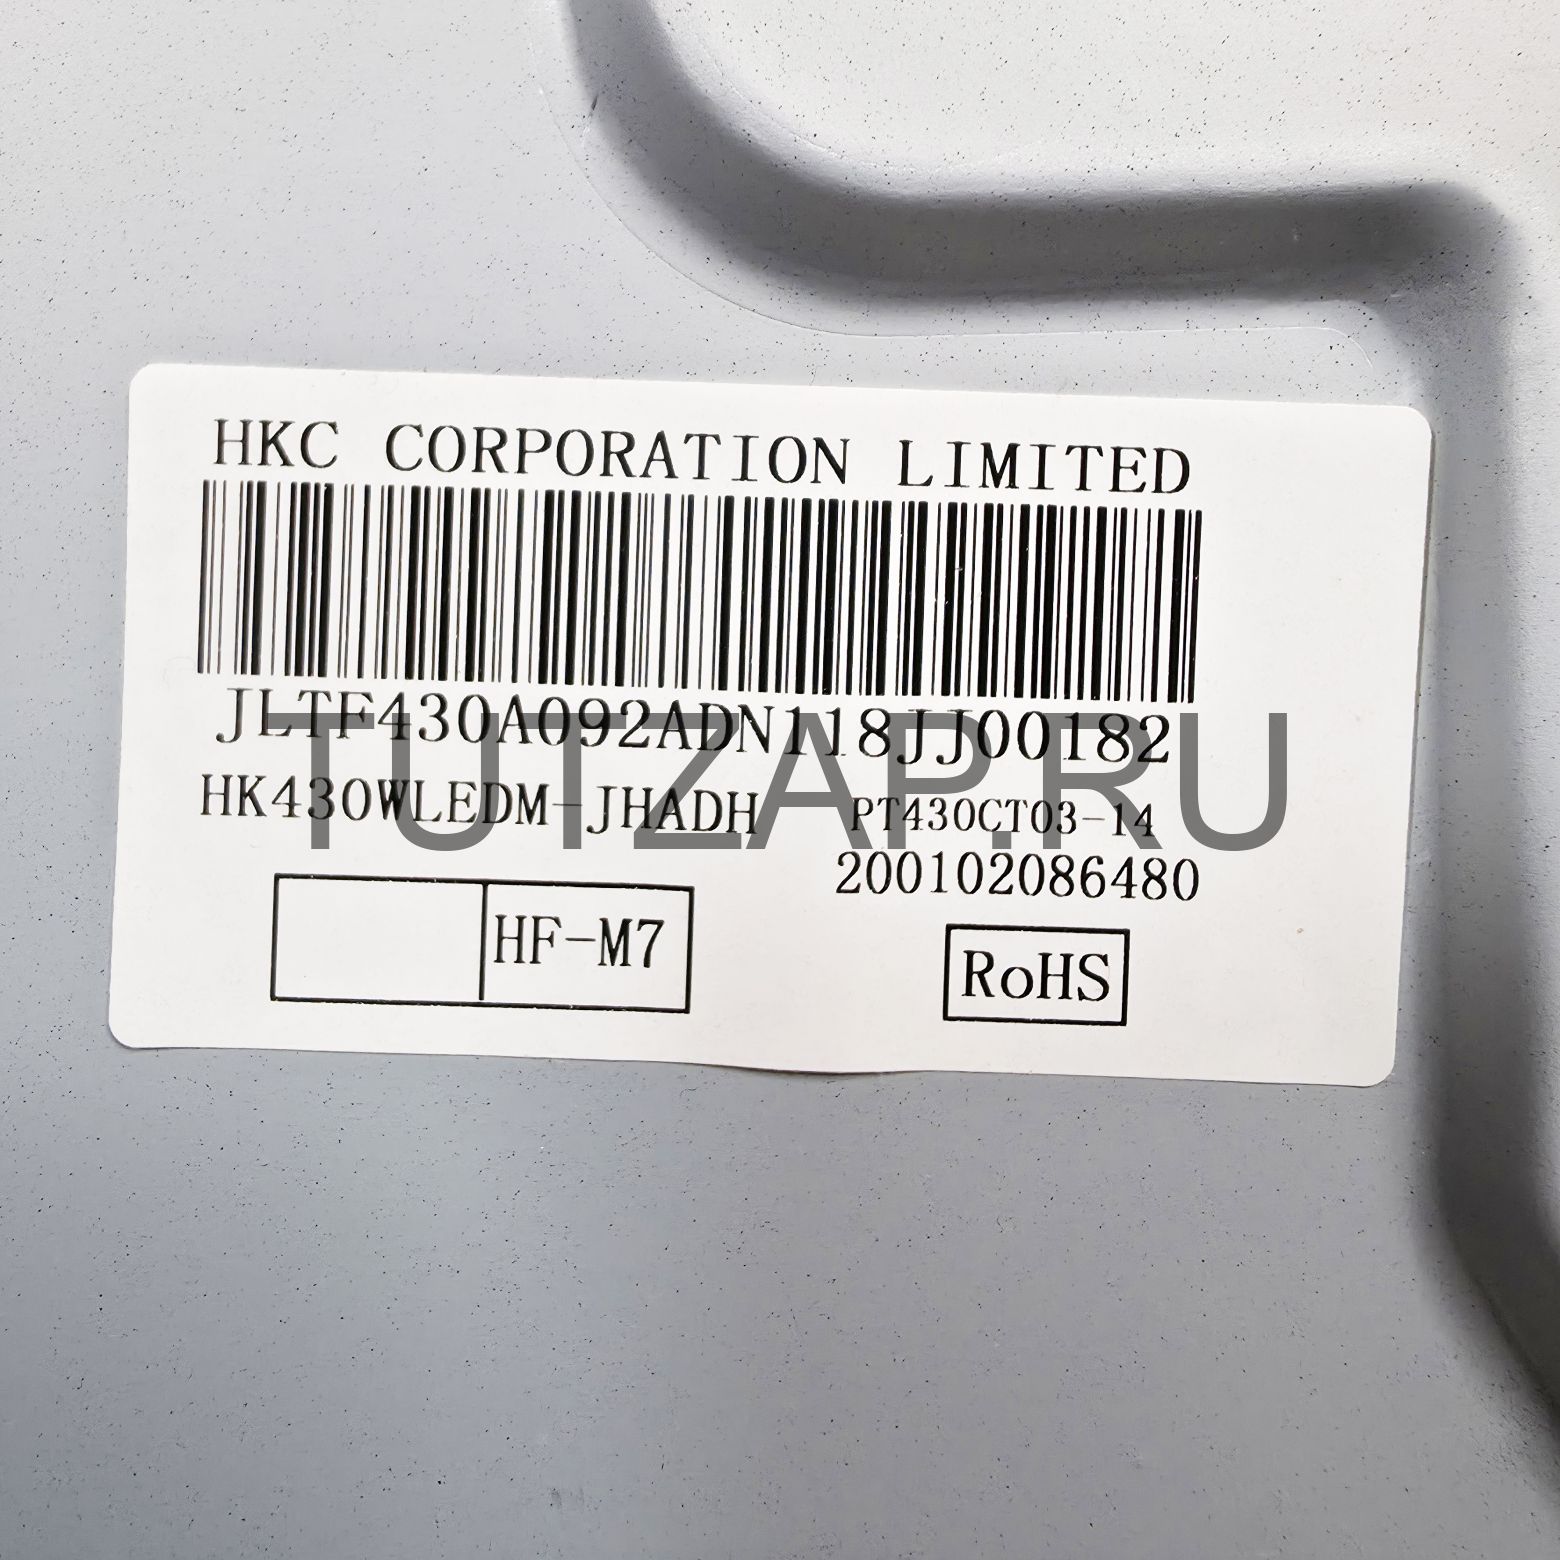 HKC CORPORATION LIMITED
JLTF430A092ADN118JJ00182
HK430WLEDM-JHADH PT430CT03-14
200102086480
HF-M7
RoHS
TUTZAP.RU